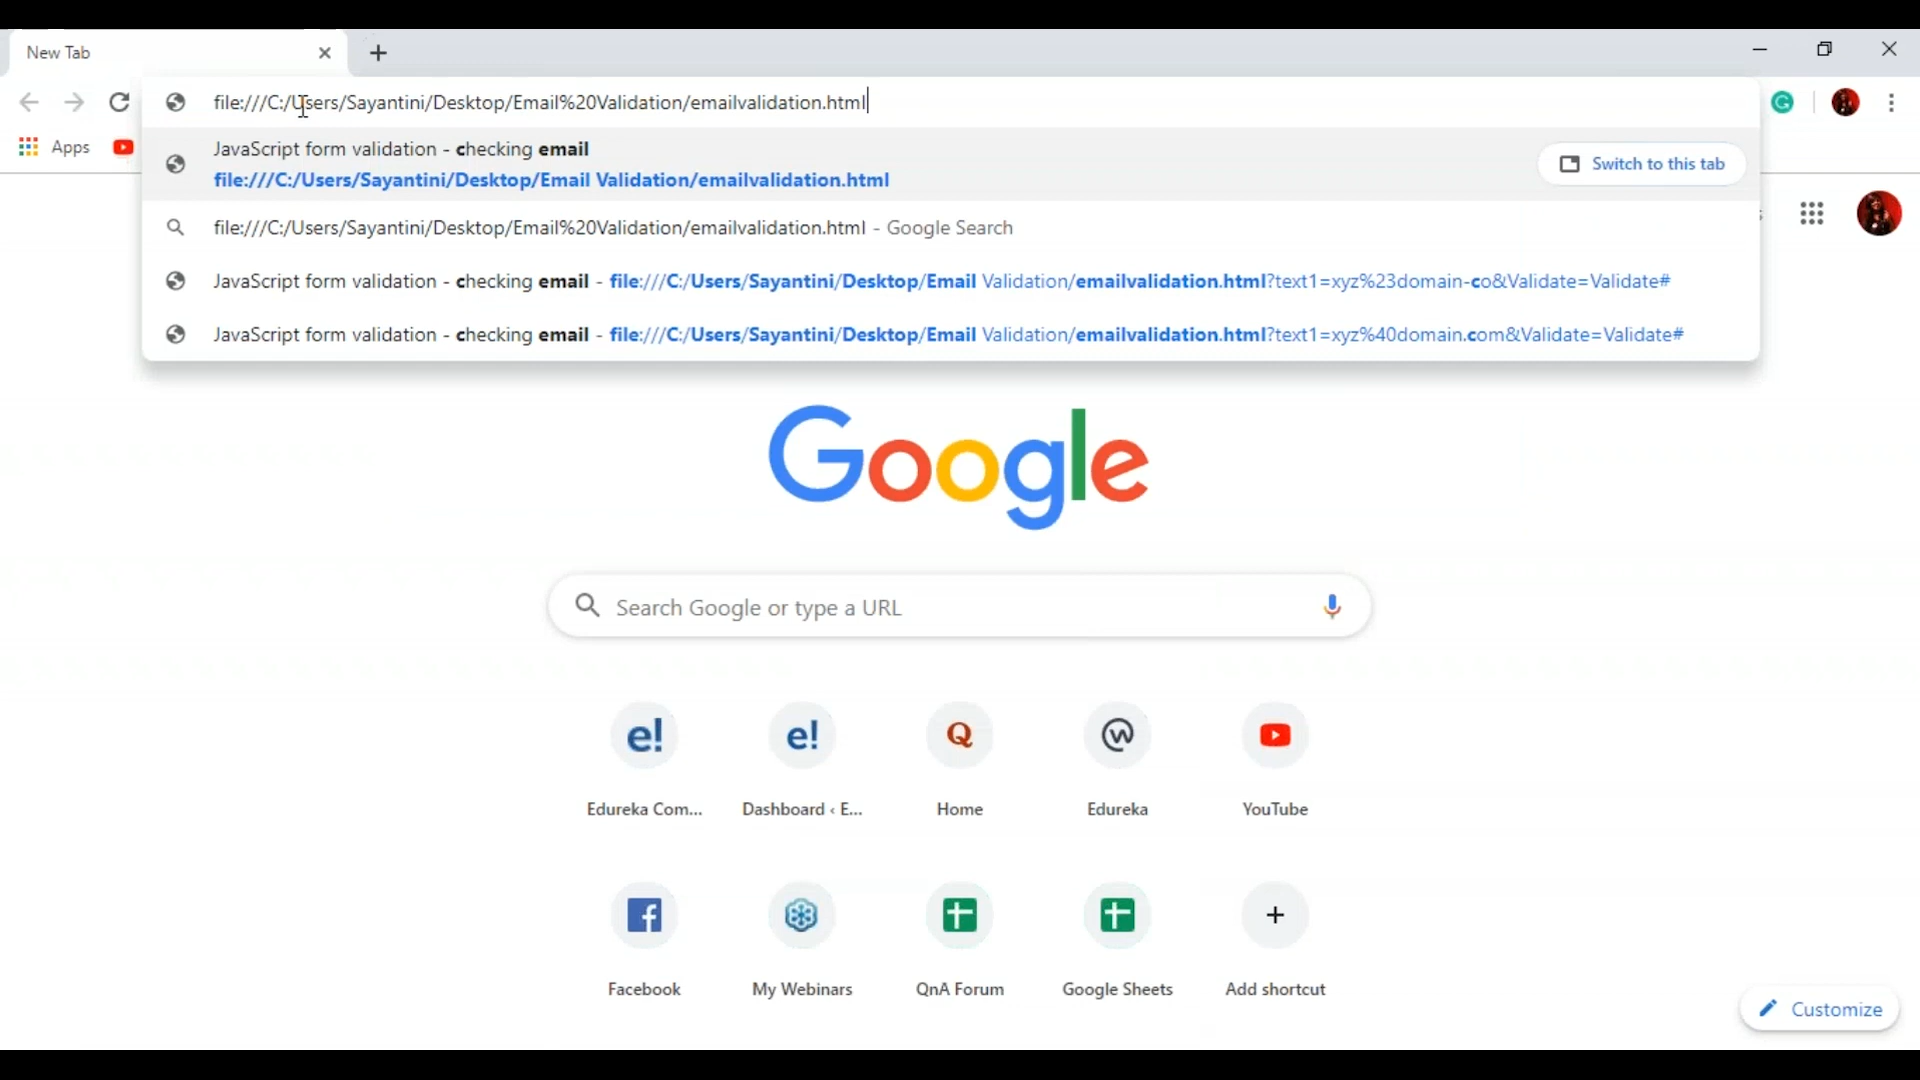 New Tab
file:///C:/Users/Sayantini/Desktop/Email%20Validation/emailvalidation.html
Apps
JavaScript form validation - checking email
file:///C:/Users/Sayantini/Desktop/Email Validation/emailvalidation.html
Switch to this tab
file:///C:/Users/Sayantini/Desktop/Email%20Validation/emailvalidation.html - Google Search
JavaScript form validation - checking email - file:///C:/Users/Sayantini/Desktop/Email Validation/emailvalidation.html?text1=xyz%23domain-co&Validate=Validate#
JavaScript form validation - checking email - file:///C:/Users/Sayantini/Desktop/Email Validation/emailvalidation.html?text1=xyz%40domain.com&Validate=Validate#
Google
Search Google or type a URL
e! e! Q W
Edureka Com... Dashboard ‹ E... Home Edureka YouTube
Facebook My Webinars QnA Forum Google Sheets Add shortcut
Customize